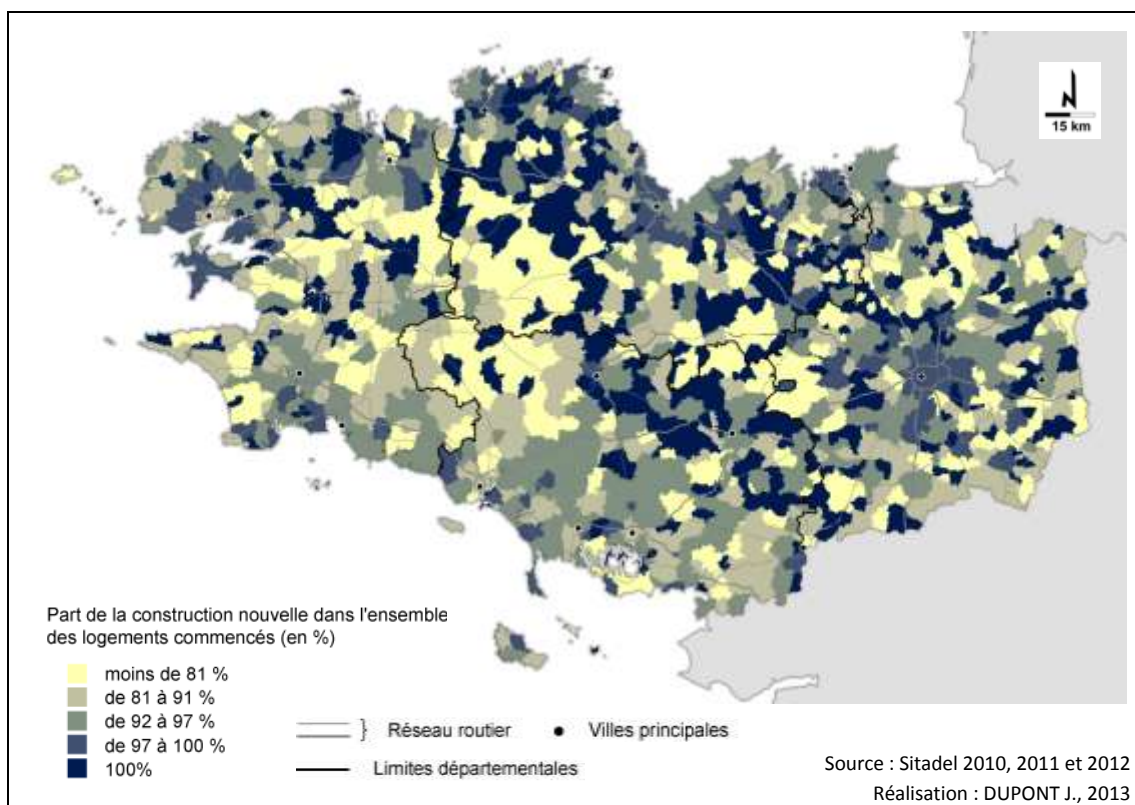 15 km
Part de la construction nouvelle dans l'ensemble
des logements commencés (en %)
moins de 81 %
de 81 à 91 %
de 92 à 97 %
de 97 à 100 %
100%
} Réseau routier
Limites départementales
Villes principales
Source : Sitadel 2010, 2011 et 2012
Réalisation : DUPONT J., 2013